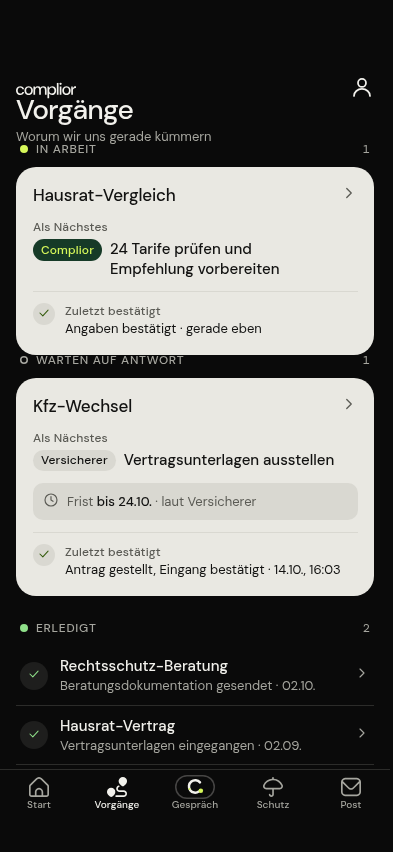 complior
Vorgänge
Worum wir uns gerade kümmern
IN ARBEIT 1
Hausrat-Vergleich
Als Nächstes
Complior 24 Tarife prüfen und
Empfehlung vorbereiten
Zuletzt bestätigt
Angaben bestätigt · gerade eben
WARTEN AUF ANTWORT 1
Kfz-Wechsel
Als Nächstes
Versicherer Vertragsunterlagen ausstellen
Frist bis 24.10. · laut Versicherer
Zuletzt bestätigt
Antrag gestellt, Eingang bestätigt · 14.10., 16:03
ERLEDIGT 2
Rechtsschutz-Beratung
Beratungsdokumentation gesendet · 02.10.
Hausrat-Vertrag
Vertragsunterlagen eingegangen · 02.09.
Start Vorgänge Gespräch Schutz Post